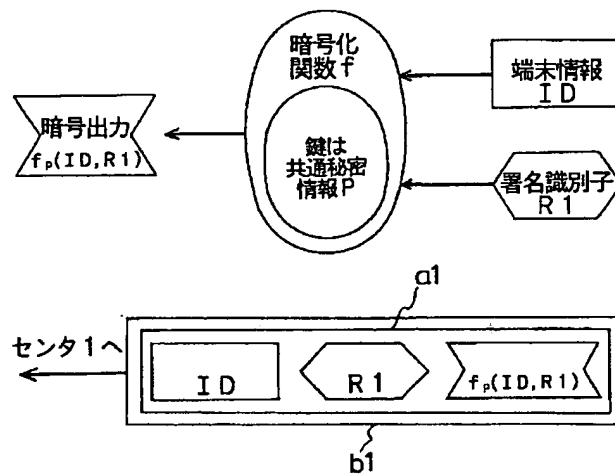 暗号化
関数f
端末情報
ID
暗号出力
fp(ID,R1)
鍵は
共通秘密
情報P
署名識別子
R1
a1
センタ1へ
ID
R1
fp(ID,R1)
b1